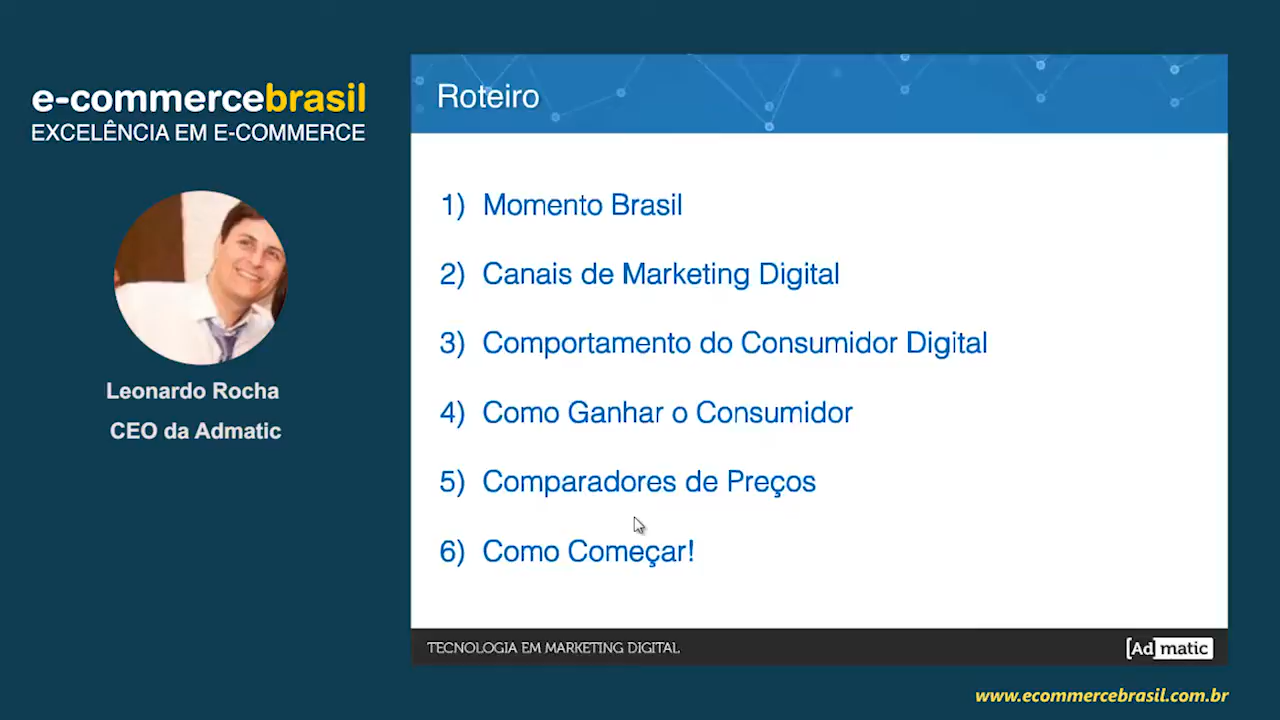 e-commercebrasil
EXCELÊNCIA EM E-COMMERCE
Leonardo Rocha
CEO da Admatic
Roteiro
1) Momento Brasil
2) Canais de Marketing Digital
3) Comportamento do Consumidor Digital
4) Como Ganhar o Consumidor
5) Comparadores de Preços
6) Como Começar!
TECNOLOGIA EM MARKETING DIGITAL
[Ad]matic
www.ecommercebrasil.com.br